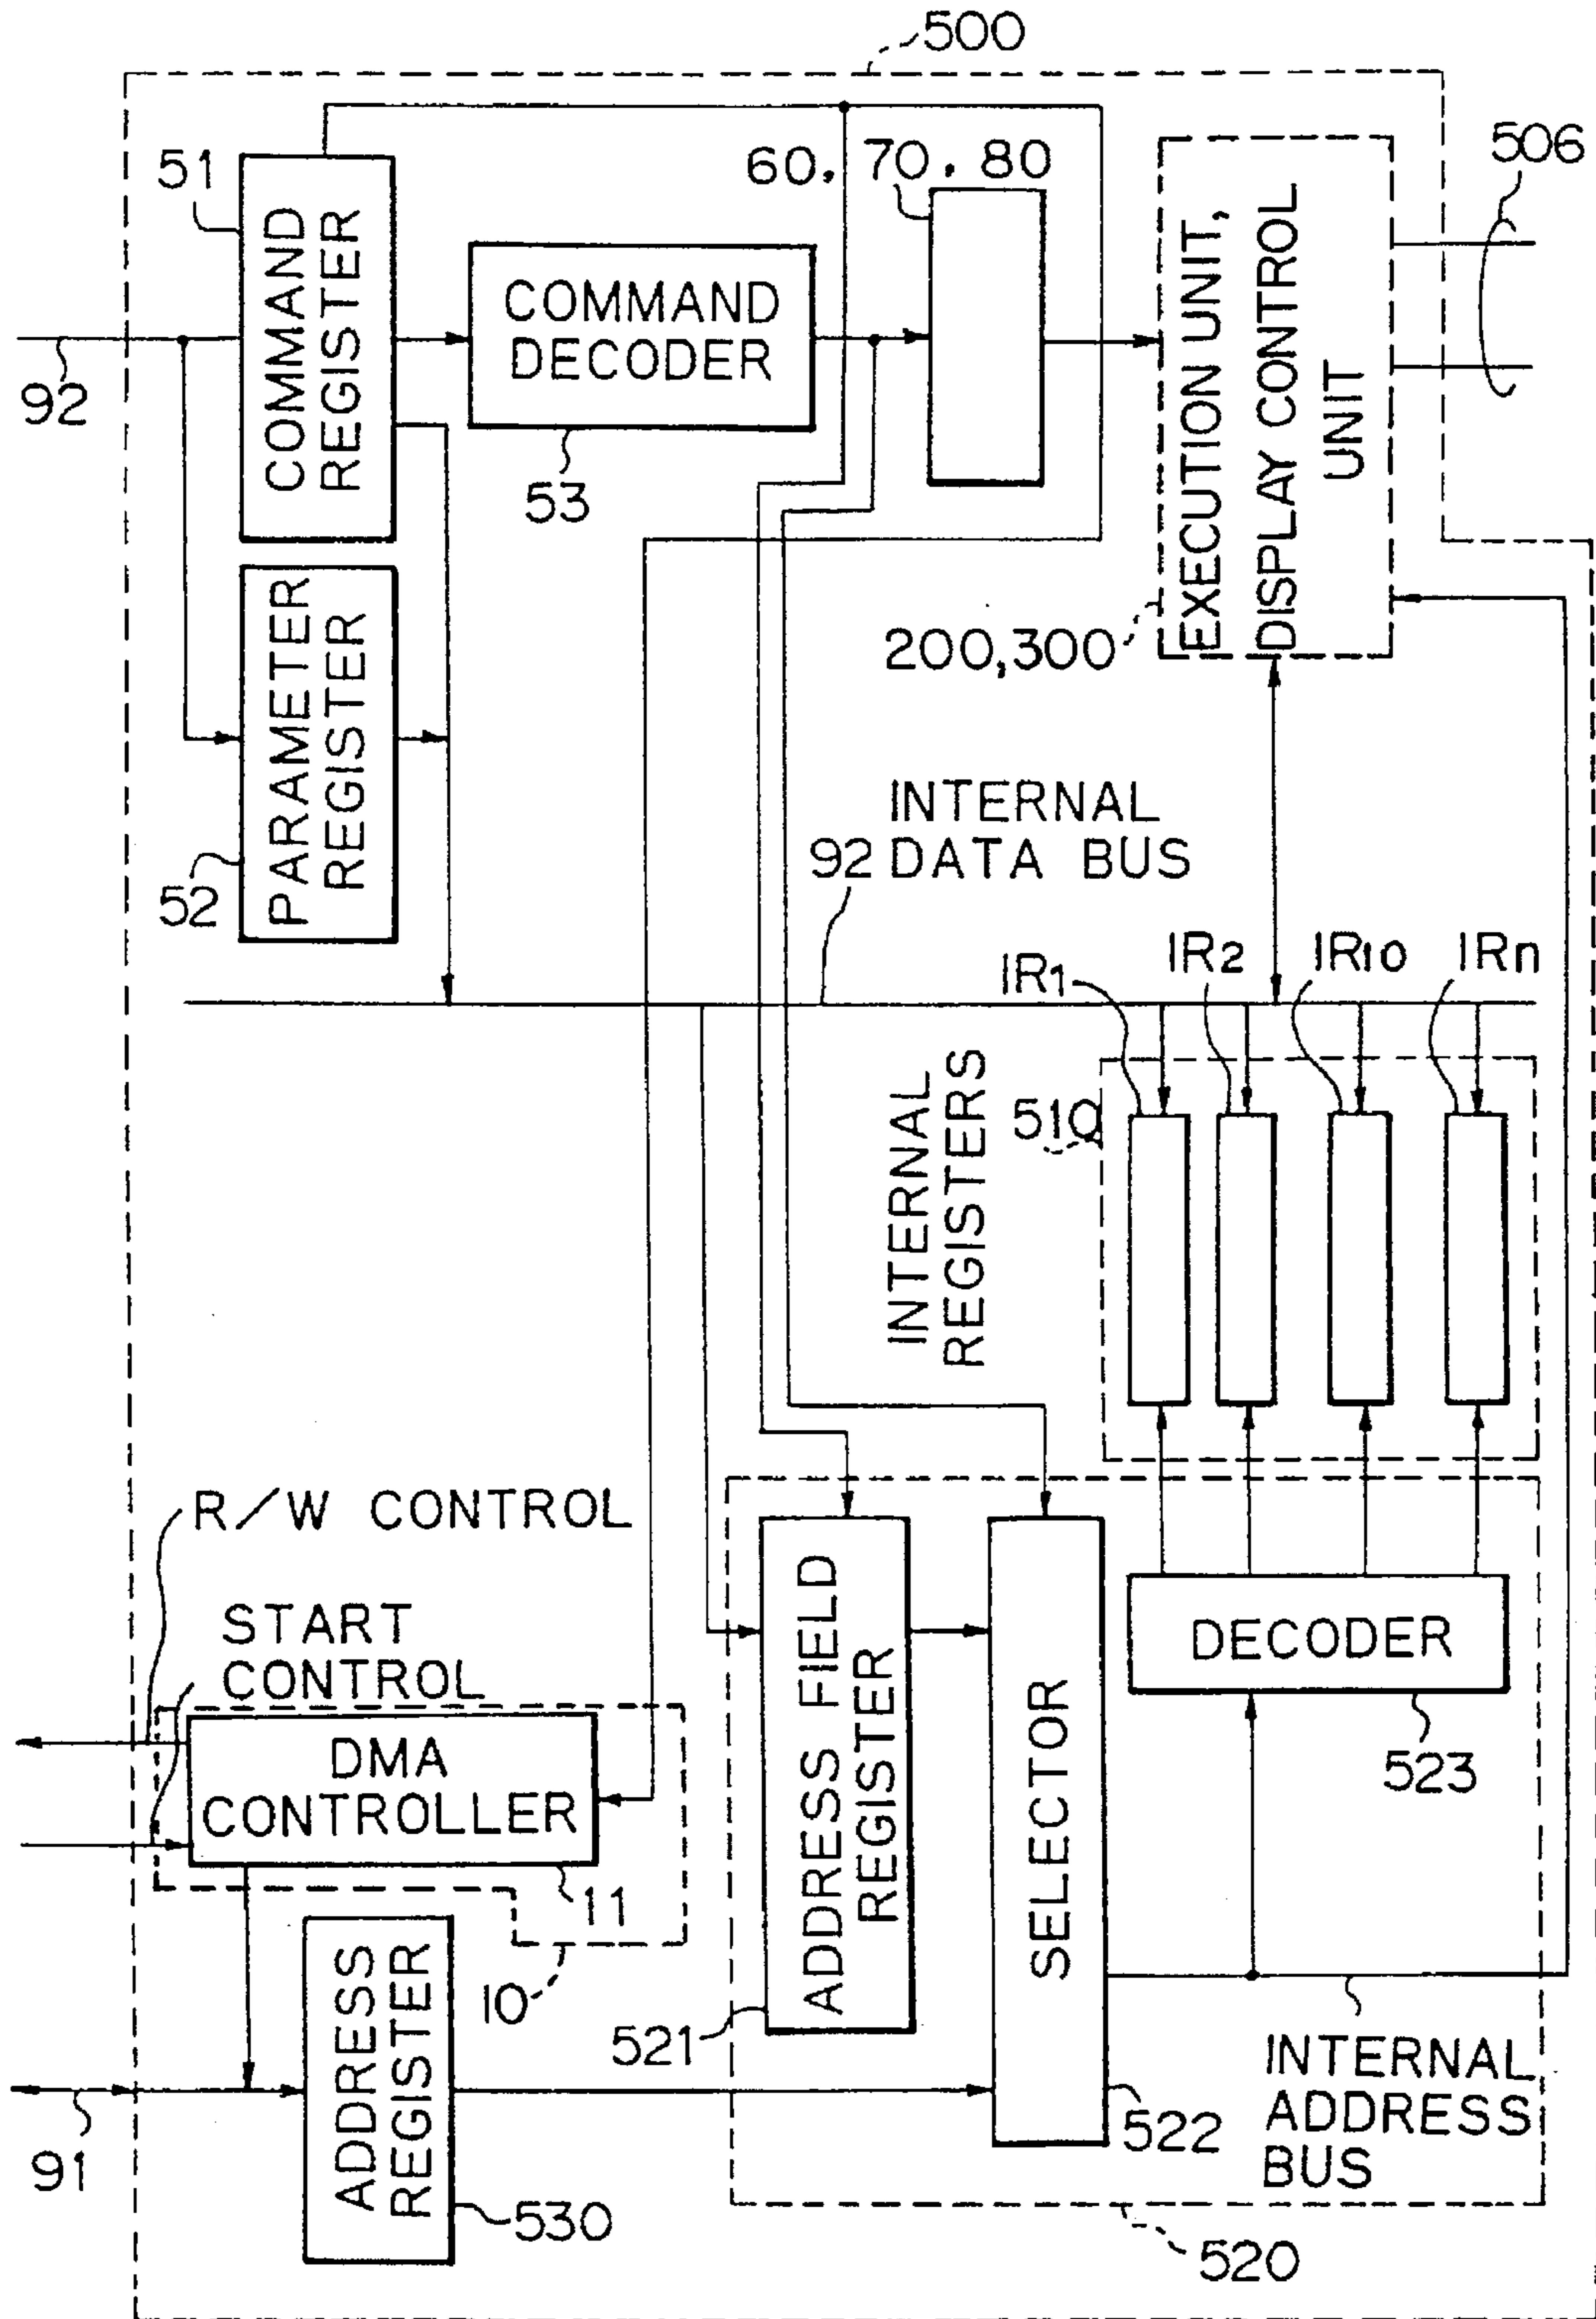 500
51
COMMAND
REGISTER
60, 70, 80
506
COMMAND
DECODER
53
EXECUTION UNIT,
DISPLAY CONTROL
UNIT
92
200,300
PARAMETER
REGISTER
52
INTERNAL
92 DATA BUS
IR1
IR2
IR10
IRn
INTERNAL
REGISTERS
510
R/W CONTROL
START
CONTROL
DMA
CONTROLLER
11
10
ADDRESS FIELD
REGISTER
521
SELECTOR
522
DECODER
523
ADDRESS
REGISTER
530
91
INTERNAL
ADDRESS
BUS
520